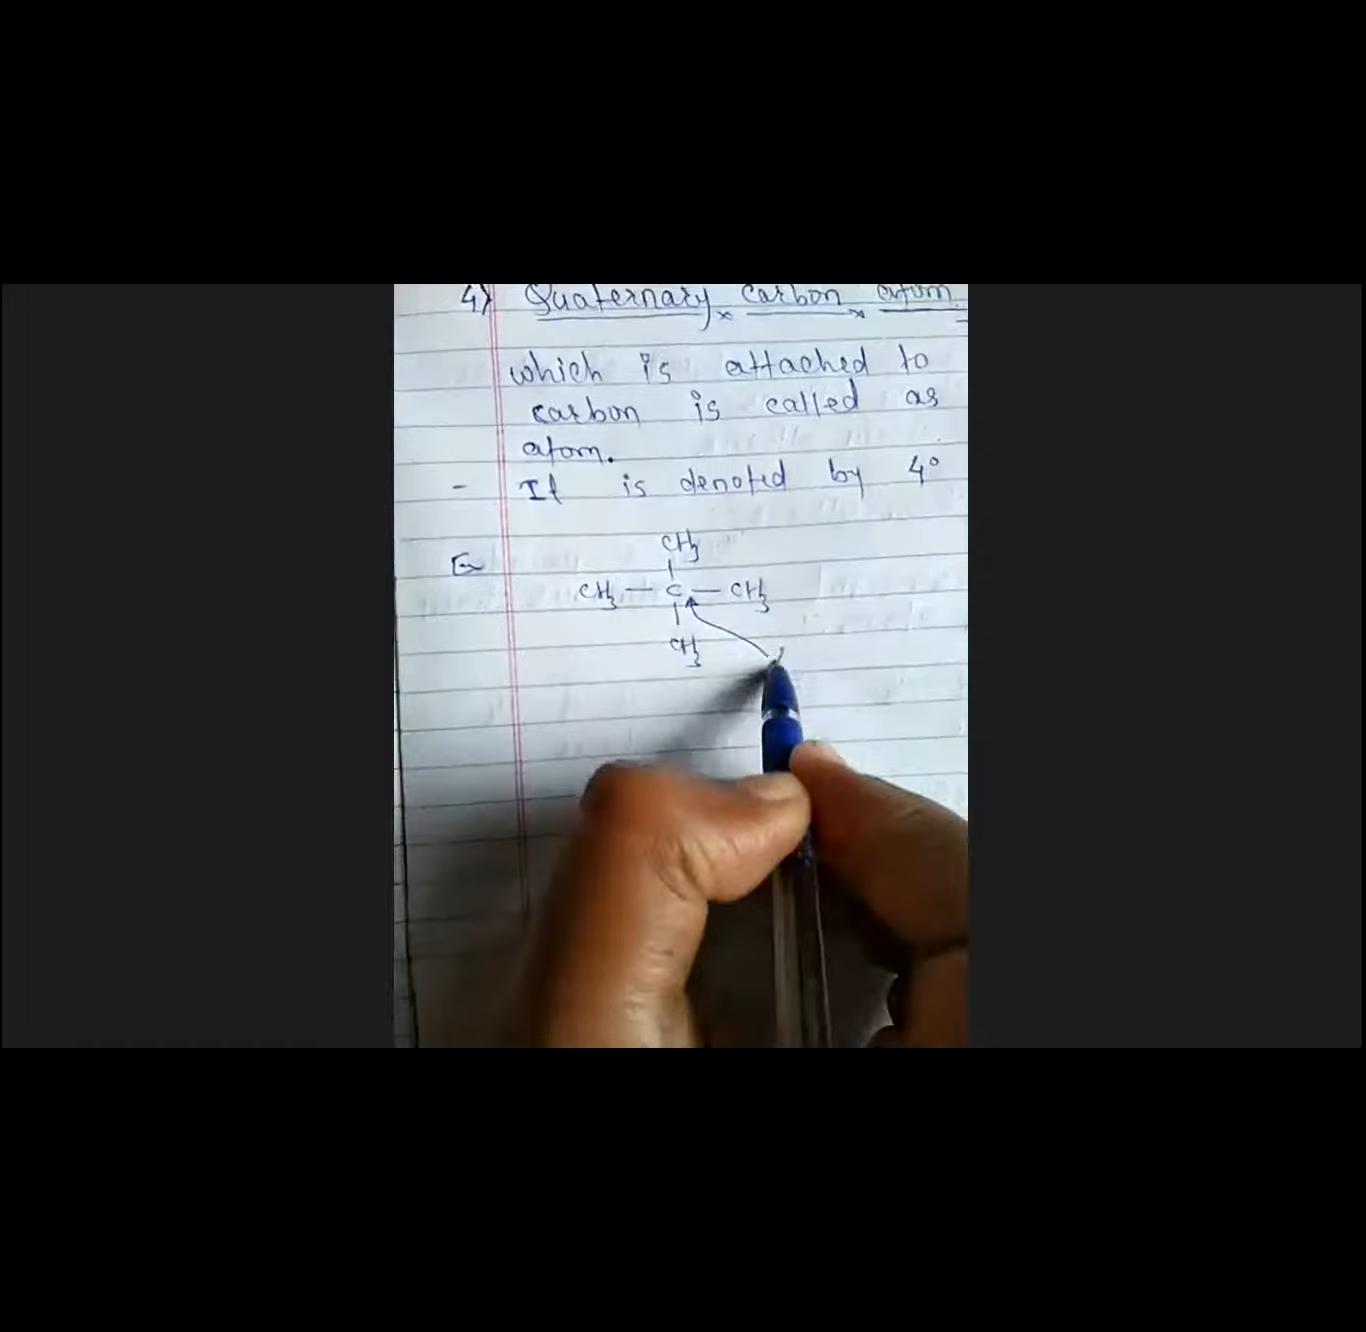 4) Quaternary carbon atom
which is attached to
carbon is called as
atom.
- It is denoted by 4°
Ex
CH3
CH3 — C — CH3
CH3